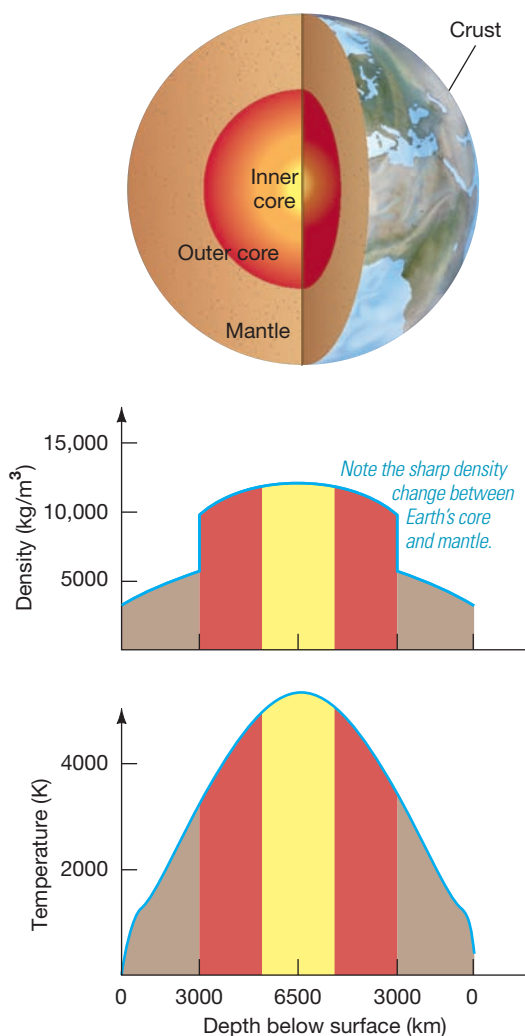 Crust
Inner
core
Outer core
Mantle
Density (kg/m³)
15,000
10,000
5000
Note the sharp density
change between
Earth's core
and mantle.
Temperature (K)
4000
2000
0 3000 6500 3000 0
Depth below surface (km)